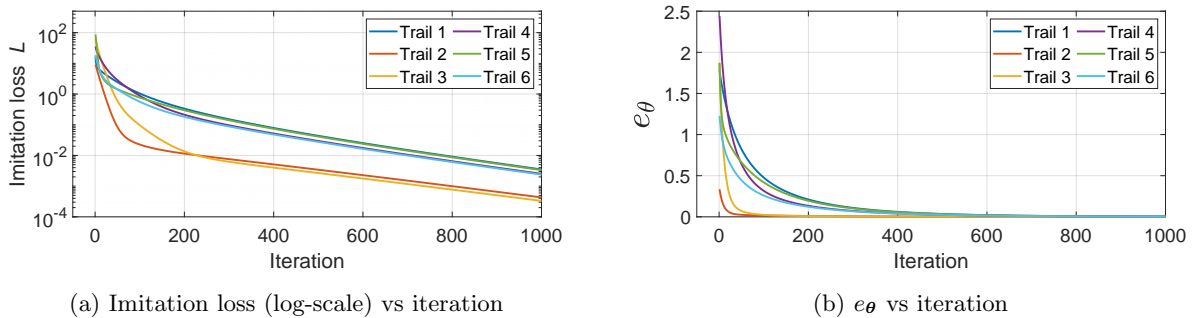 Imitation loss L
10^2
10^0
10^-2
10^-4
0 200 400 600 800 1000
Iteration
Trail 1 Trail 4
Trail 2 Trail 5
Trail 3 Trail 6
(a) Imitation loss (log-scale) vs iteration
e_θ
2.5
2
1.5
1
0.5
0
0 200 400 600 800 1000
Iteration
Trail 1 Trail 4
Trail 2 Trail 5
Trail 3 Trail 6
(b) e_θ vs iteration